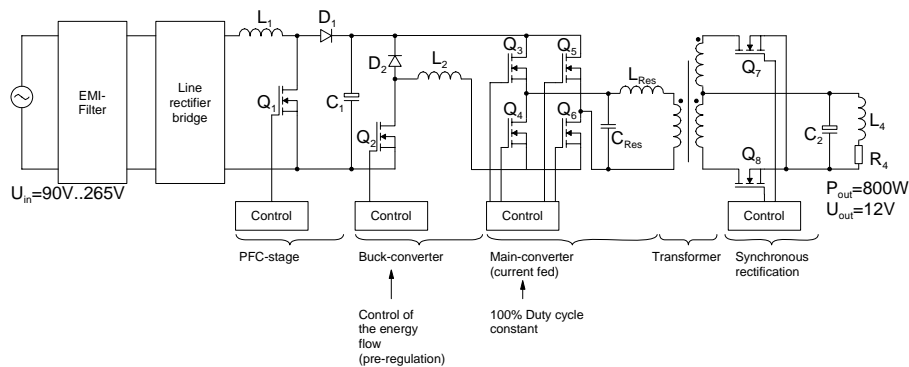 L1
D1
EMI-
Filter
Line
rectifier
bridge
Q1
C1
D2
L2
Q2
Q3
Q5
Q4
Q6
LRes
CRes
Q7
Q8
C2
L4
R4
Uin=90V..265V
Pout=800W
Uout=12V
Control
Control
Control
Control
PFC-stage
Buck-converter
Main-converter
(current fed)
Transformer
Synchronous
rectification
Control of
the energy
flow
(pre-regulation)
100% Duty cycle
constant